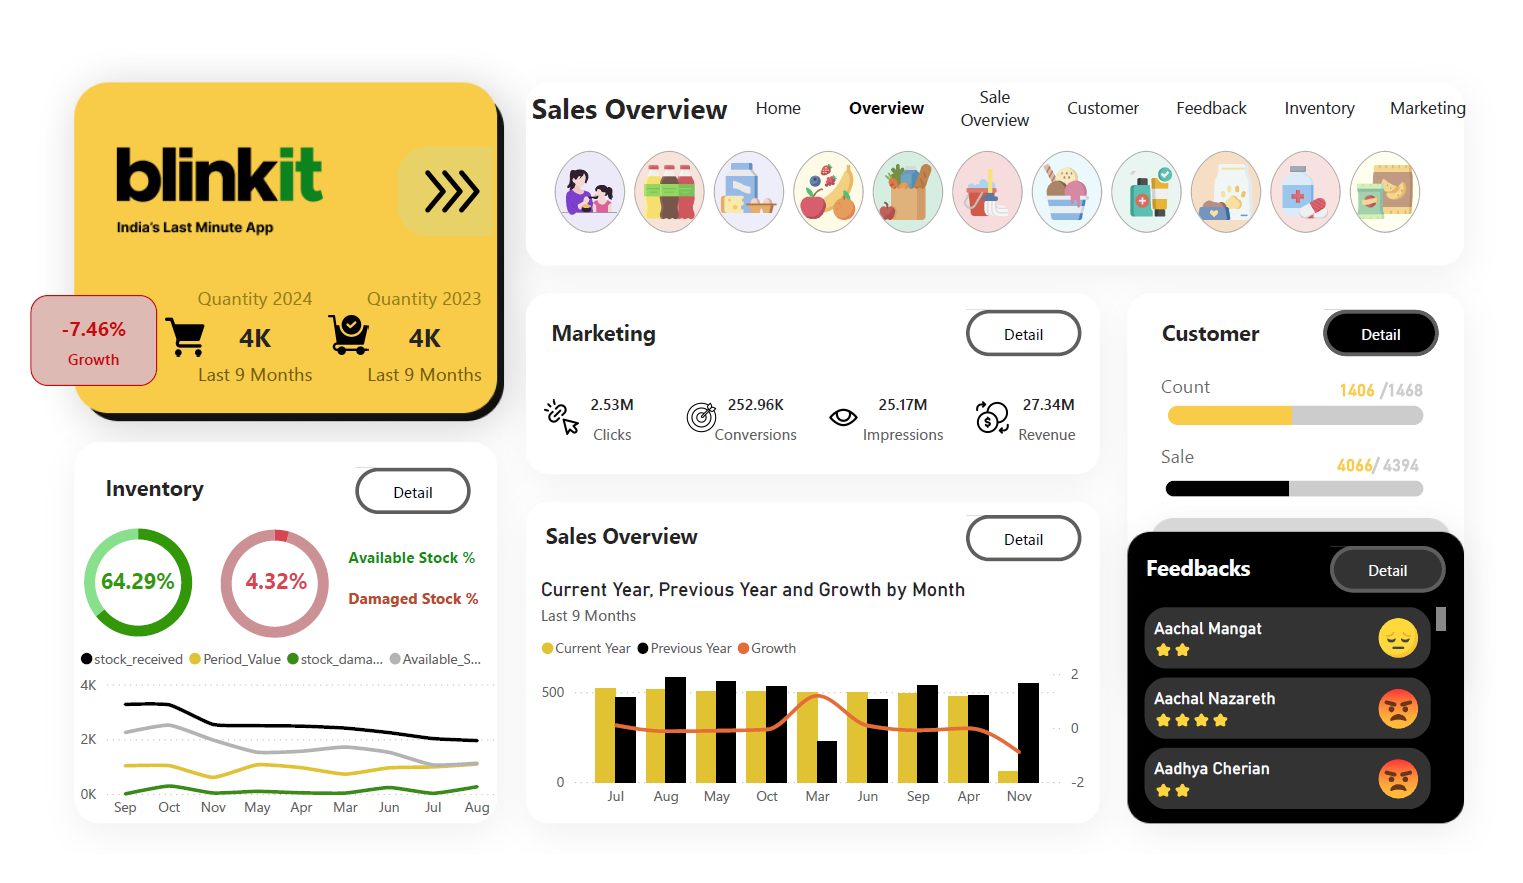 blinkit
India's Last Minute App
Quantity 2024
4K
Last 9 Months
Quantity 2023
4K
Last 9 Months
-7.46%
Growth
Sales Overview
Home
Overview
Sale
Overview
Customer
Feedback
Inventory
Marketing
Marketing
Detail
2.53M
Clicks
252.96K
Conversions
25.17M
Impressions
27.34M
Revenue
Customer
Detail
Count
1406 /1468
Sale
4066/ 4394
Inventory
Detail
64.29%
4.32%
Available Stock %
Damaged Stock %
stock_received Period_Value stock_dama... Available_S...
4K
2K
0K
Sep Oct Nov May Apr Mar Jun Jul Aug
Sales Overview
Detail
Current Year, Previous Year and Growth by Month
Last 9 Months
Current Year Previous Year Growth
500
0
2
0
-2
Jul Aug May Oct Mar Jun Sep Apr Nov
Feedbacks
Detail
Aachal Mangat
Aachal Nazareth
Aadhya Cherian